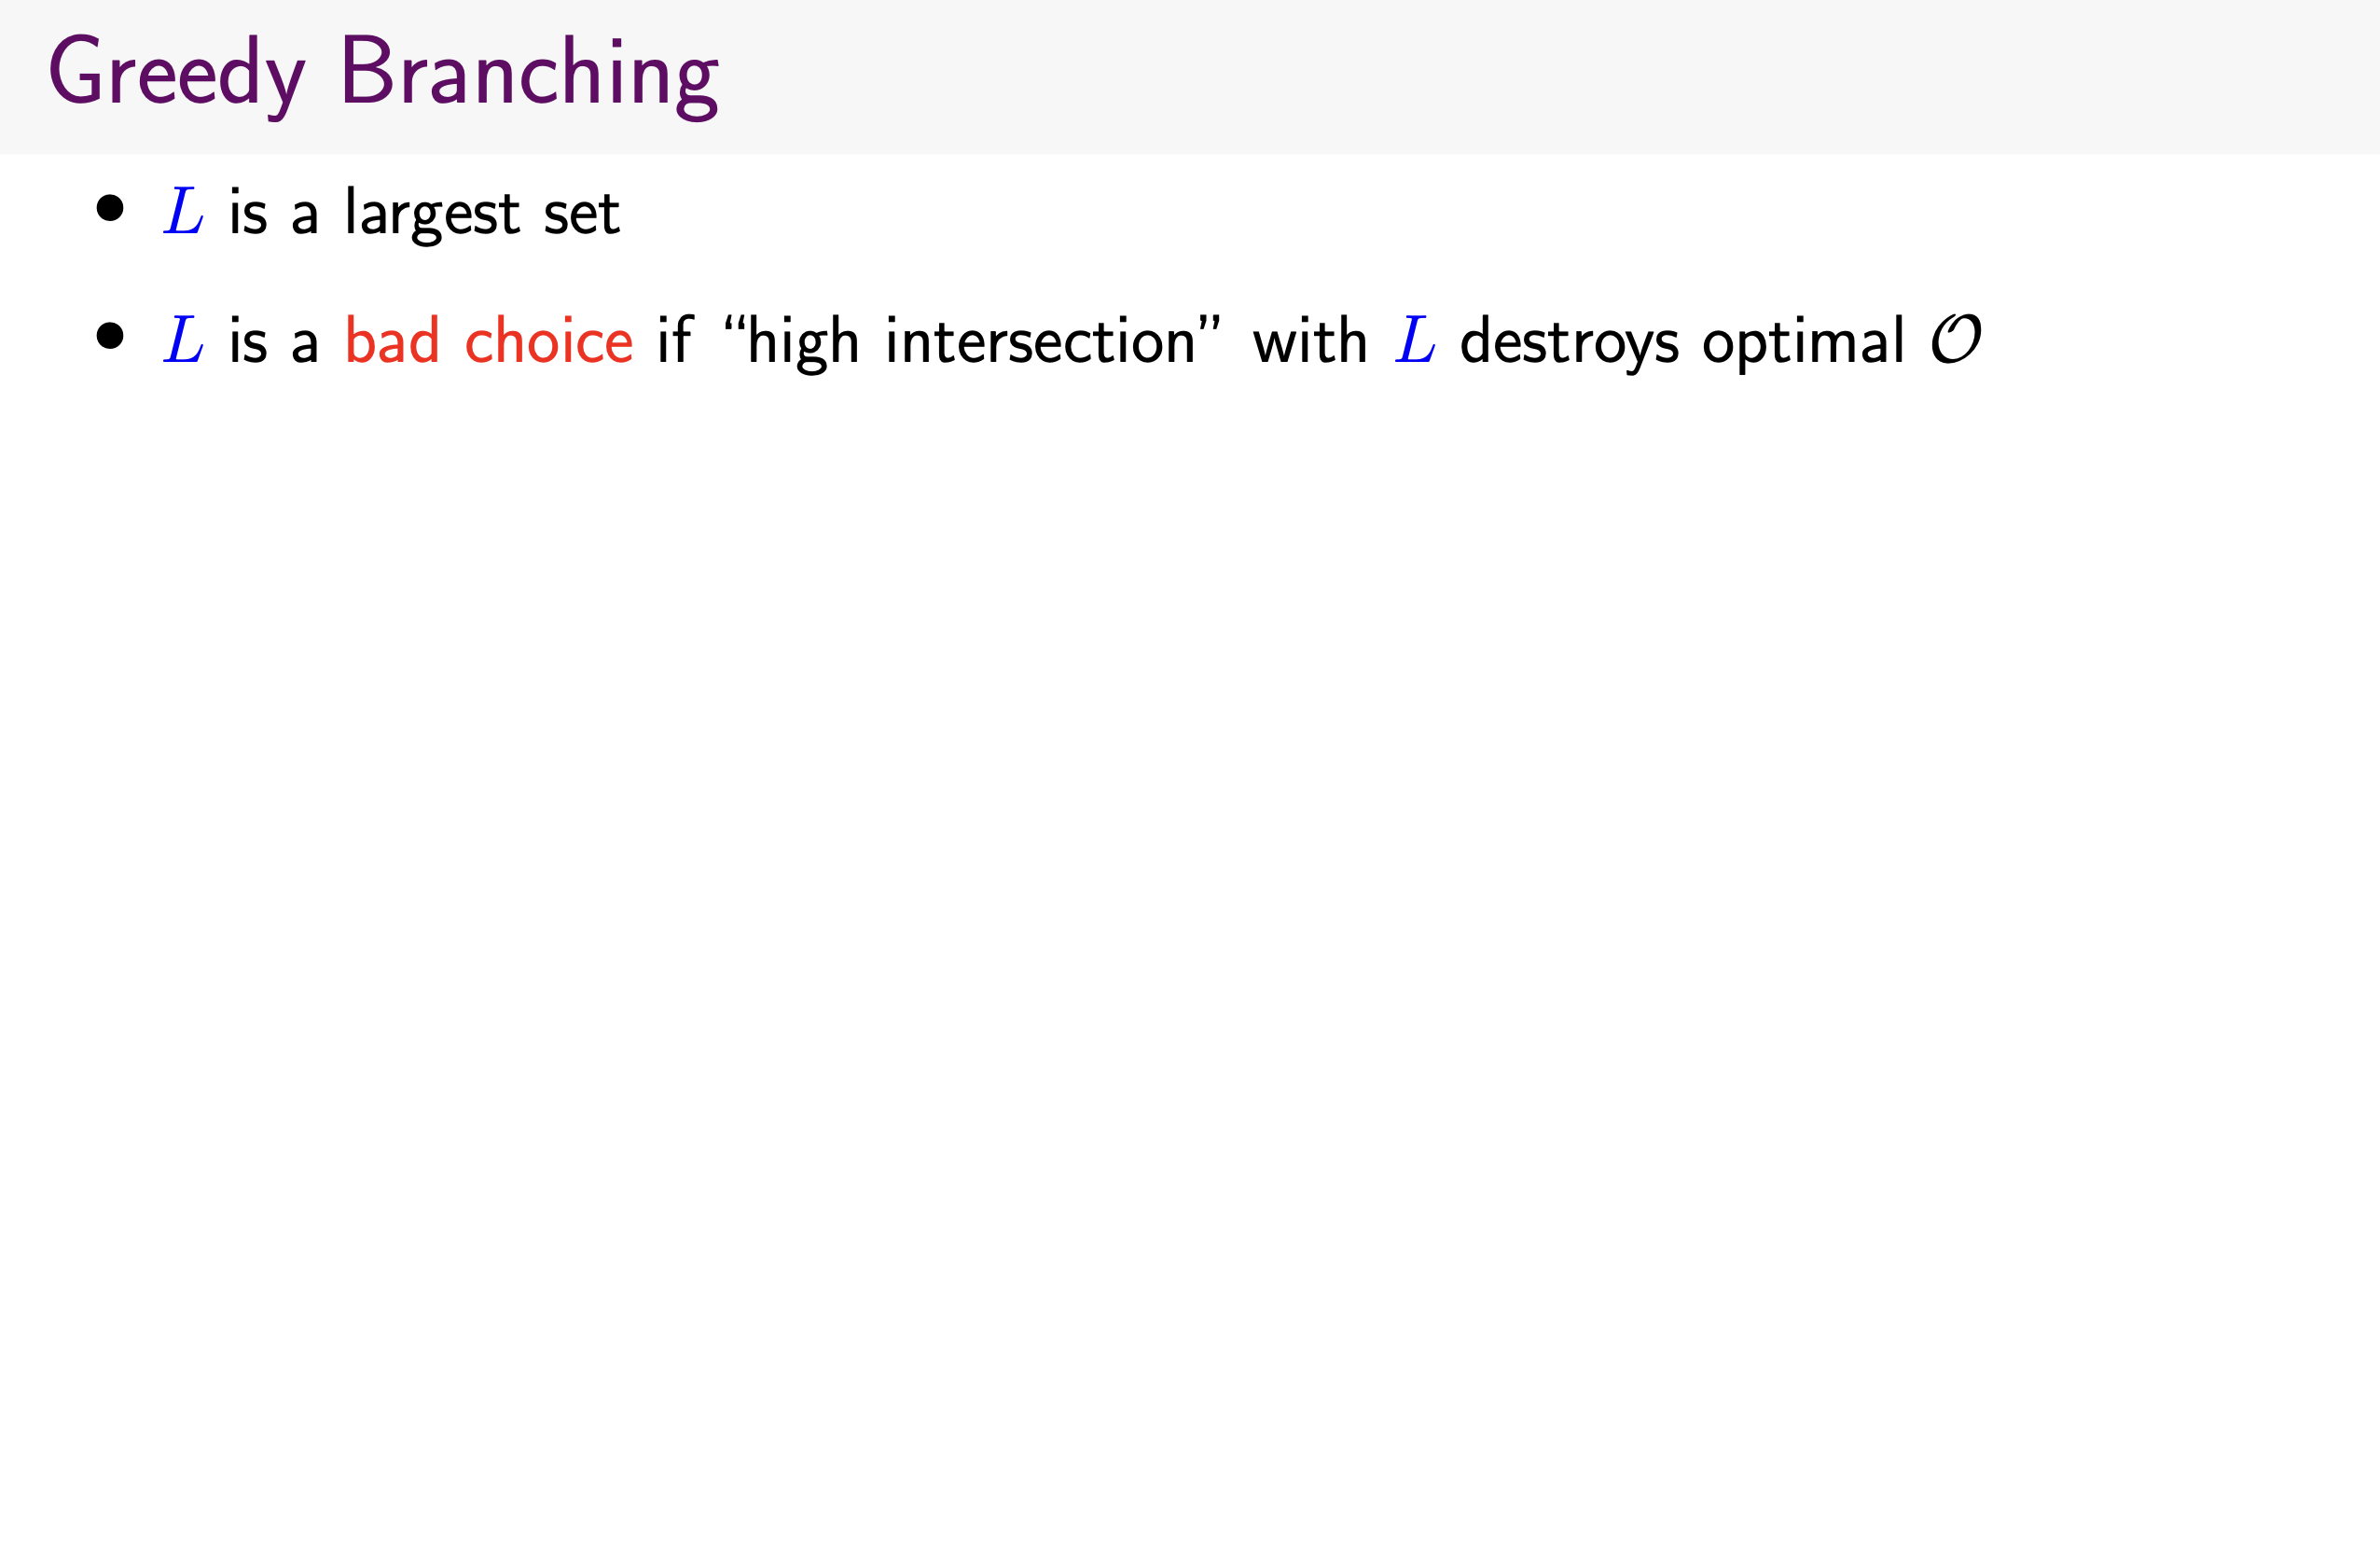 Greedy Branching
• L is a largest set
• L is a bad choice if “high intersection” with L destroys optimal 𝒪